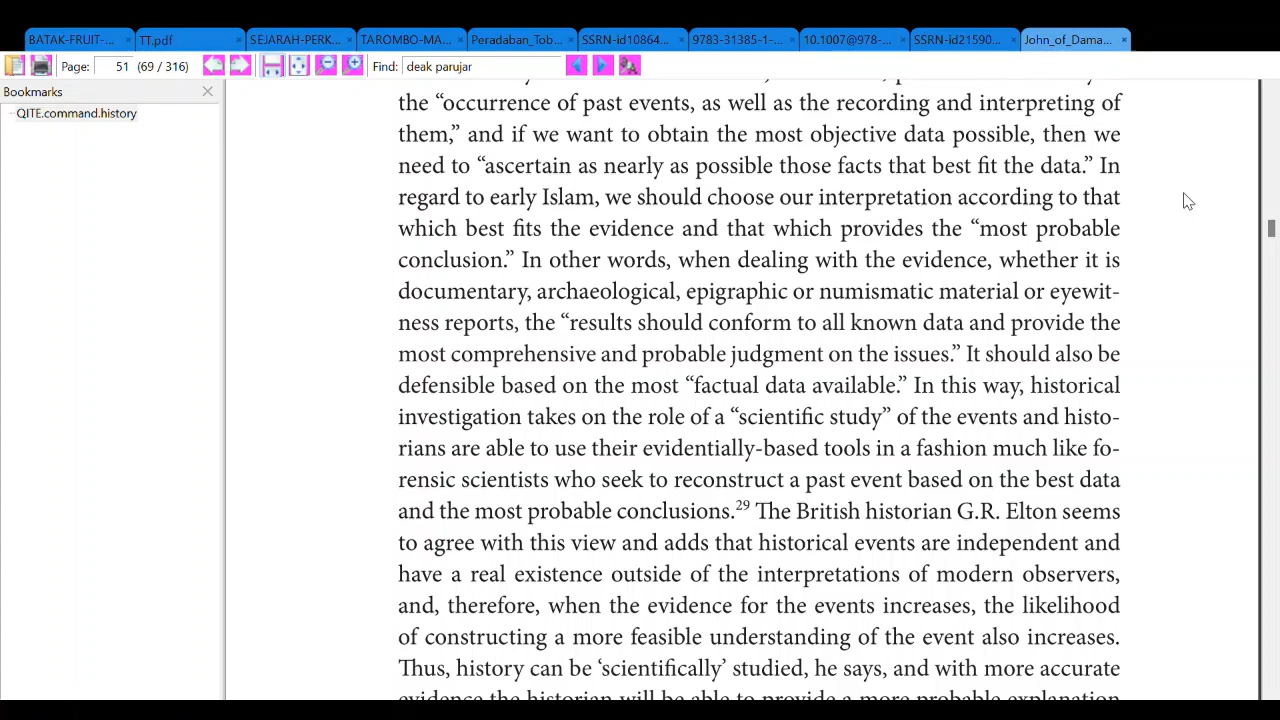 BATAK-FRUIT-... × TT.pdf × SEJARAH-PERK... × TAROMBO-MA... × Peradaban_Tob... × SSRN-id10864... × 9783-31385-1-... × 10.1007@978-... × SSRN-id21590... × John_of_Dama... ×
Page: 51 (69 / 316) Find: deak parujar
Bookmarks
QITE.command.history
the “occurrence of past events, as well as the recording and interpreting of
them,” and if we want to obtain the most objective data possible, then we
need to “ascertain as nearly as possible those facts that best fit the data.” In
regard to early Islam, we should choose our interpretation according to that
which best fits the evidence and that which provides the “most probable
conclusion.” In other words, when dealing with the evidence, whether it is
documentary, archaeological, epigraphic or numismatic material or eyewit-
ness reports, the “results should conform to all known data and provide the
most comprehensive and probable judgment on the issues.” It should also be
defensible based on the most “factual data available.” In this way, historical
investigation takes on the role of a “scientific study” of the events and histo-
rians are able to use their evidentially-based tools in a fashion much like fo-
rensic scientists who seek to reconstruct a past event based on the best data
and the most probable conclusions.29 The British historian G.R. Elton seems
to agree with this view and adds that historical events are independent and
have a real existence outside of the interpretations of modern observers,
and, therefore, when the evidence for the events increases, the likelihood
of constructing a more feasible understanding of the event also increases.
Thus, history can be ‘scientifically’ studied, he says, and with more accurate
evidence the historian will be able to provide a more probable explanation